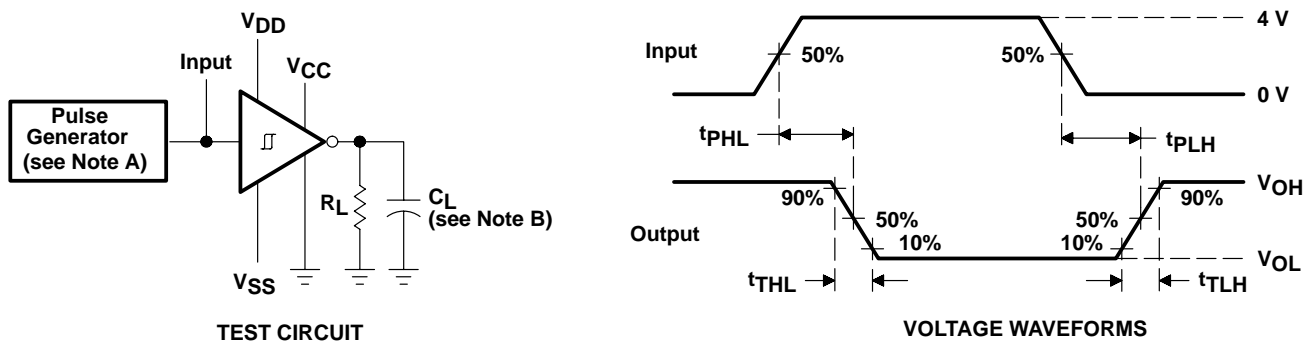 VDD
Input
VCC
Pulse
Generator
(see Note A)
RL
CL
(see Note B)
VSS
TEST CIRCUIT
Input
50%
50%
4 V
0 V
tPHL
tPLH
Output
90%
50%
10%
50%
10%
90%
VOH
VOL
tTHL
tTLH
VOLTAGE WAVEFORMS